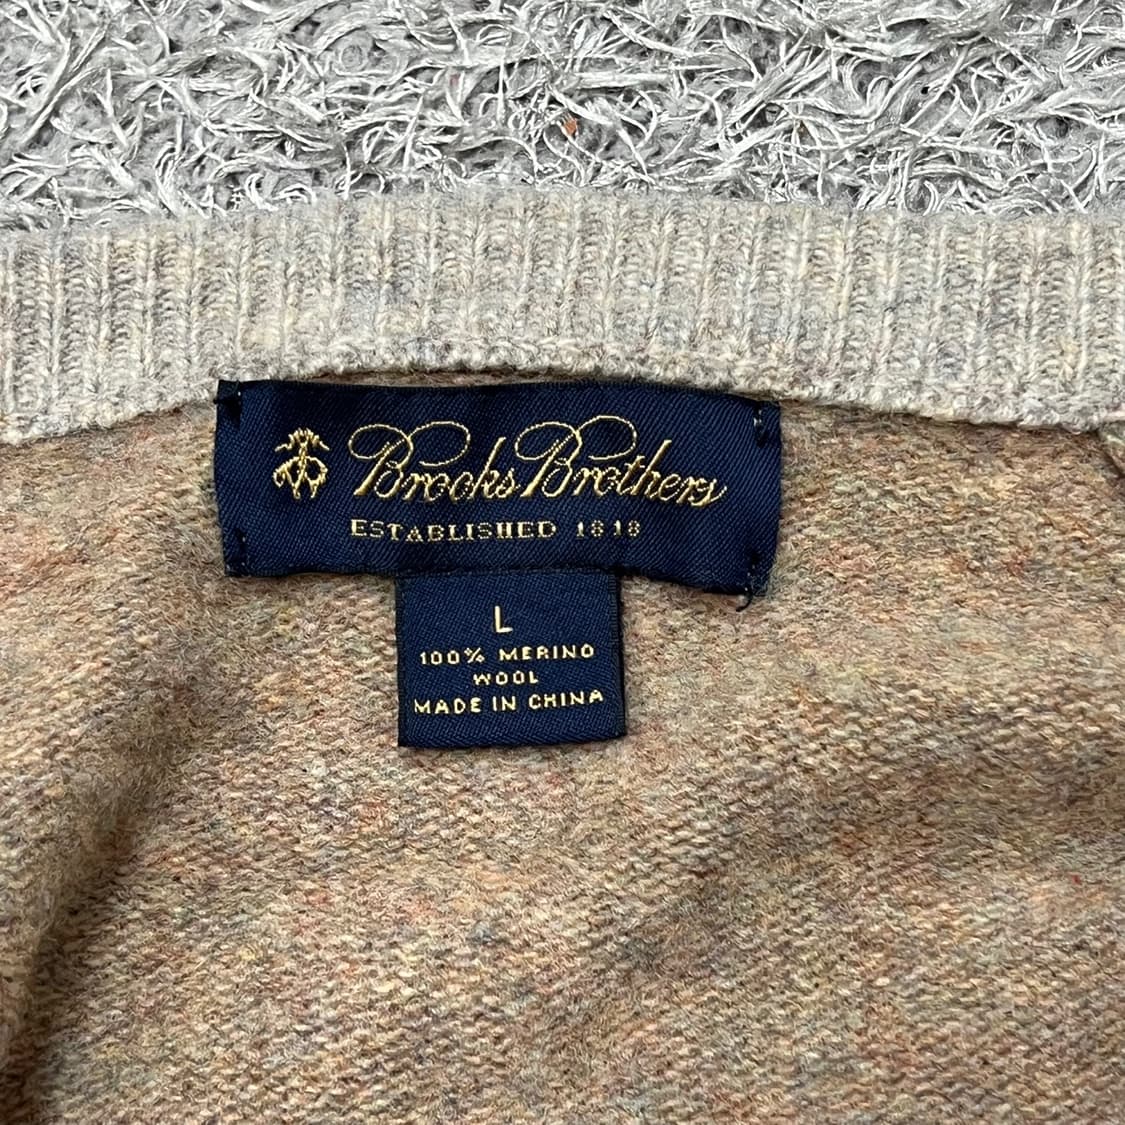 Brooks Brothers
ESTABLISHED 1818
L
100% MERINO
WOOL
MADE IN CHINA